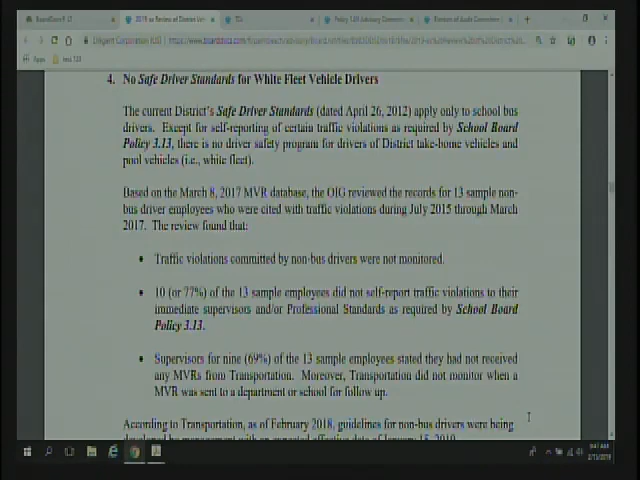 4. No Safe Driver Standards for White Fleet Vehicle Drivers
The current District's Safe Driver Standards (dated April 26, 2012) apply only to school bus
drivers. Except for self-reporting of certain traffic violations as required by School Board
Policy 3.13, there is no driver safety program for drivers of District take-home vehicles and
pool vehicles (i.e., white fleet).
Based on the March 8, 2017 MVR database, the OIG reviewed the records for 13 sample non-
bus driver employees who were cited with traffic violations during July 2015 through March
2017. The review found that:
• Traffic violations committed by non-bus drivers were not monitored.
• 10 (or 77%) of the 13 sample employees did not self-report traffic violations to their
immediate supervisors and/or Professional Standards as required by School Board
Policy 3.13.
• Supervisors for nine (69%) of the 13 sample employees stated they had not received
any MVRs from Transportation. Moreover, Transportation did not monitor when a
MVR was sent to a department or school for follow up.
According to Transportation, as of February 2018, guidelines for non-bus drivers were being